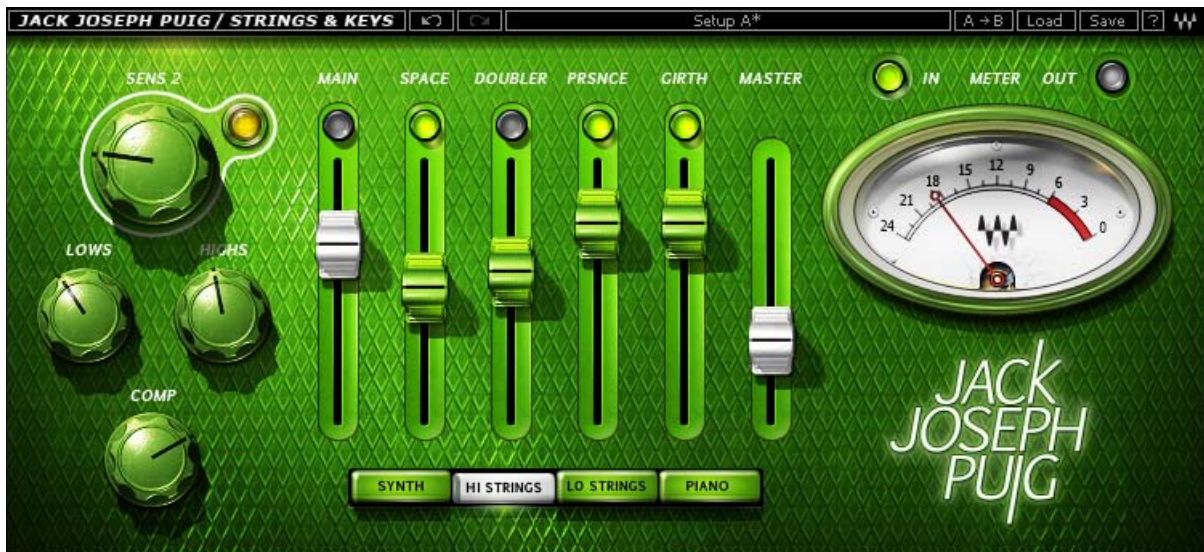 JACK JOSEPH PUIG / STRINGS & KEYS
Setup A*
A→B
Load
Save
?
SENS 2
MAIN
SPACE
DOUBLER
PRSNCE
GIRTH
MASTER
IN
METER
OUT
24
21
18
15
12
9
6
3
0
LOWS
HIGHS
COMP
SYNTH
HI STRINGS
LO STRINGS
PIANO
JACK
JOSEPH
PUIG